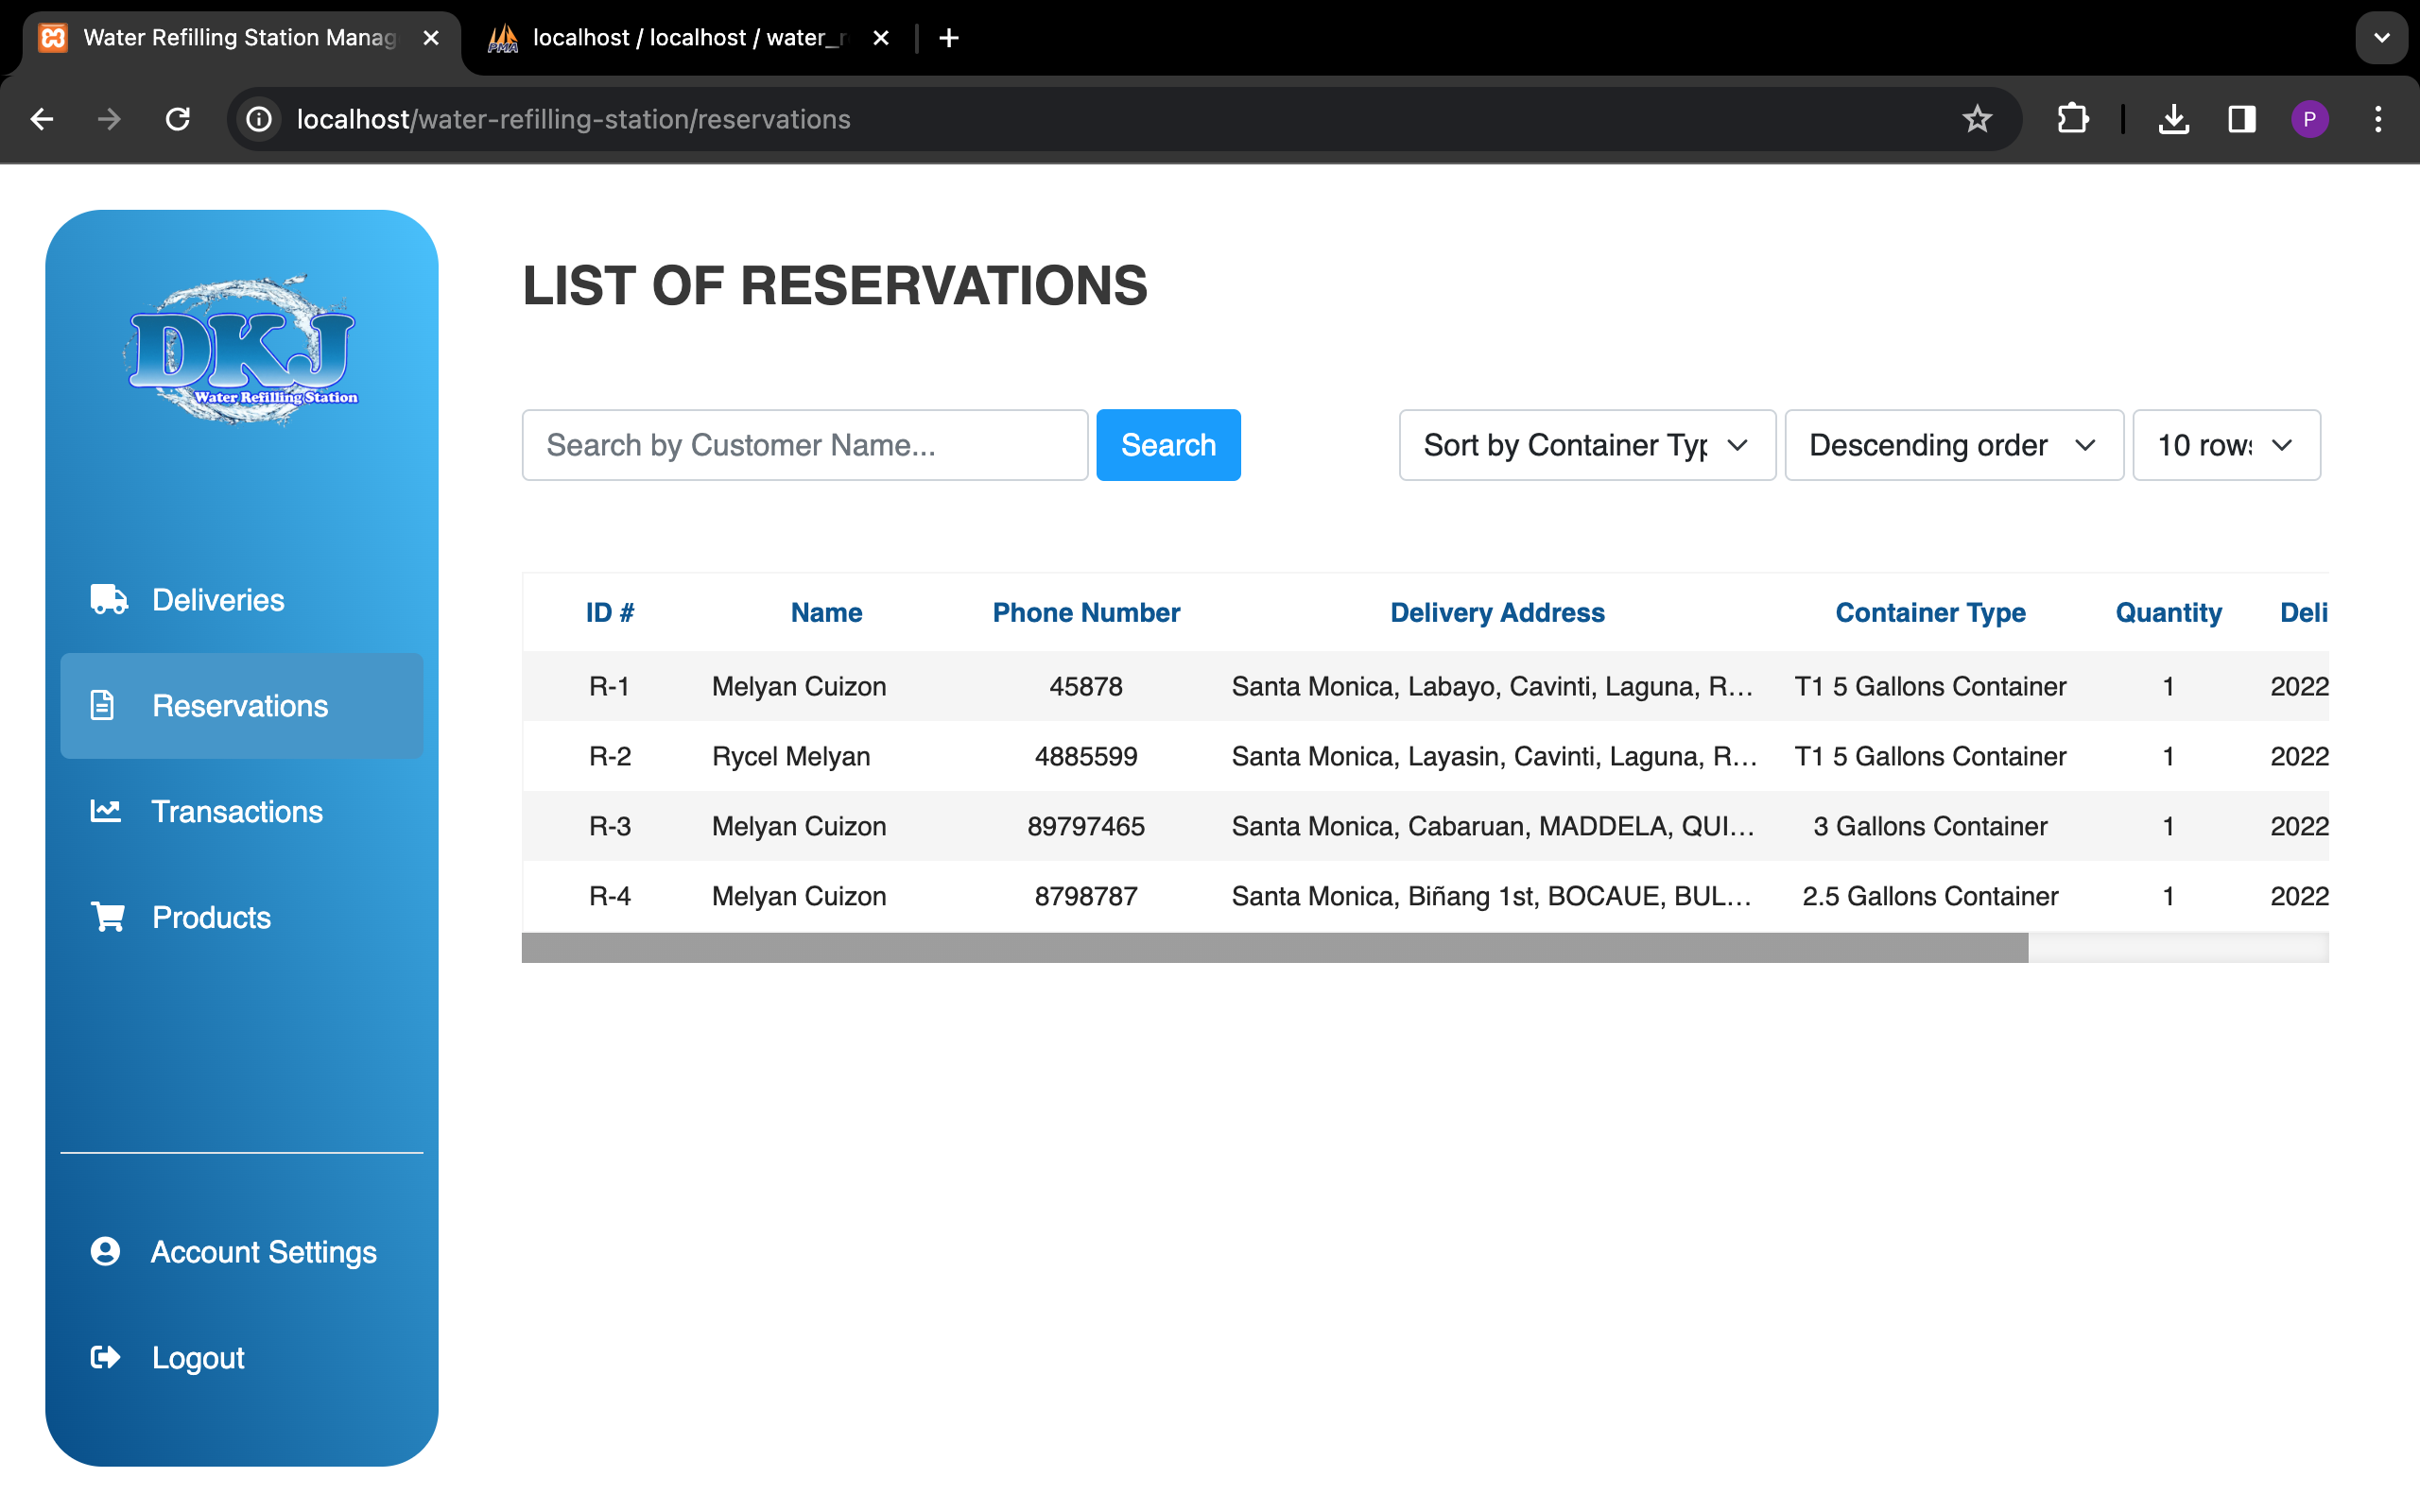 Water Refilling Station Manag
localhost / localhost / water_r
localhost/water-refilling-station/reservations
P
DKJ
Water Refilling Station
LIST OF RESERVATIONS
Search by Customer Name...
Search
Sort by Container Typ
Descending order
10 rows
ID #
Name
Phone Number
Delivery Address
Container Type
Quantity
Deli
R-1 Melyan Cuizon 45878 Santa Monica, Labayo, Cavinti, Laguna, R... T1 5 Gallons Container 1 2022
R-2 Rycel Melyan 4885599 Santa Monica, Layasin, Cavinti, Laguna, R... T1 5 Gallons Container 1 2022
R-3 Melyan Cuizon 89797465 Santa Monica, Cabaruan, MADDELA, QUI... 3 Gallons Container 1 2022
R-4 Melyan Cuizon 8798787 Santa Monica, Biñang 1st, BOCAUE, BUL... 2.5 Gallons Container 1 2022
Deliveries
Reservations
Transactions
Products
Account Settings
Logout